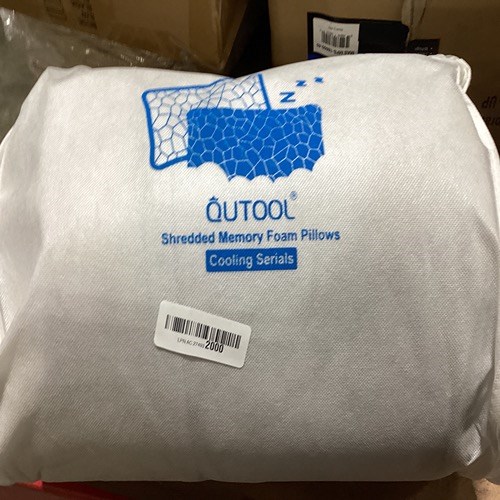 Z z z
QUTOOL®
Shredded Memory Foam Pillows
Cooling Serials
2000